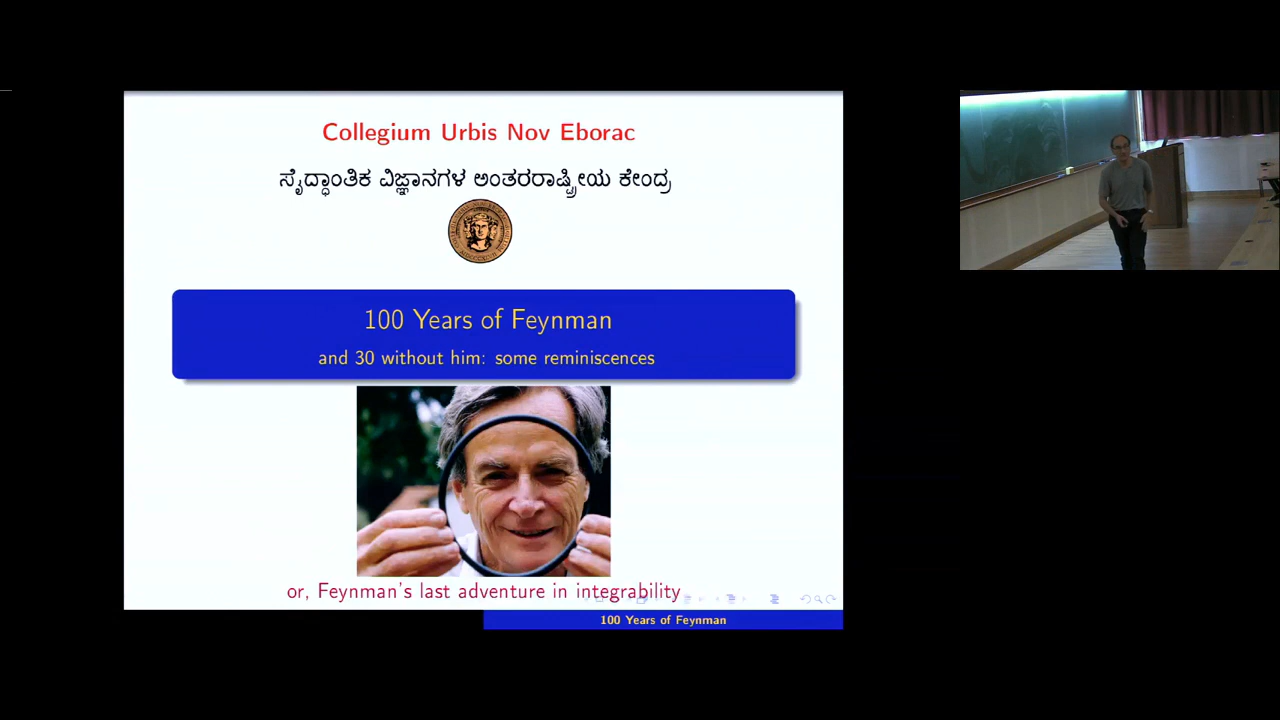 Collegium Urbis Nov Eborac
ಸೈದ್ಧಾಂತಿಕ ವಿಜ್ಞಾನಗಳ ಅಂತರರಾಷ್ಟ್ರೀಯ ಕೇಂದ್ರ
100 Years of Feynman
and 30 without him: some reminiscences
or, Feynman's last adventure in integrability
100 Years of Feynman